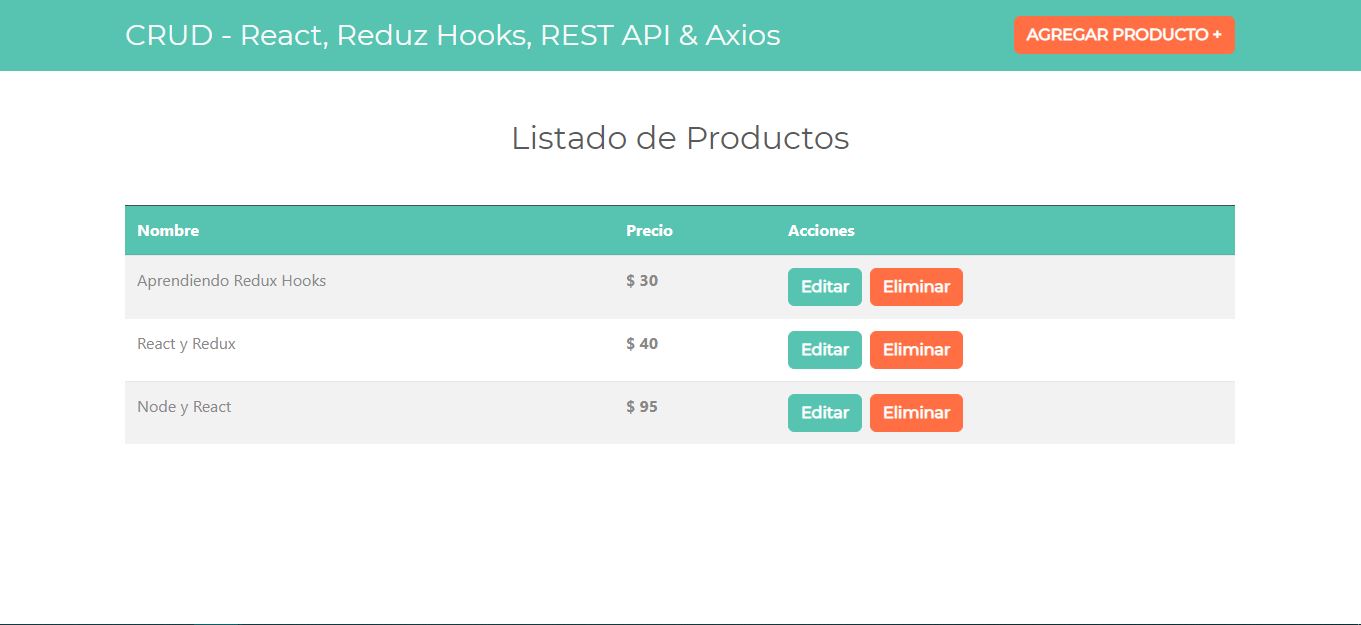 CRUD - React, Reduz Hooks, REST API & Axios
AGREGAR PRODUCTO +
Listado de Productos
Nombre Precio Acciones
Aprendiendo Redux Hooks $ 30 Editar Eliminar
React y Redux $ 40 Editar Eliminar
Node y React $ 95 Editar Eliminar